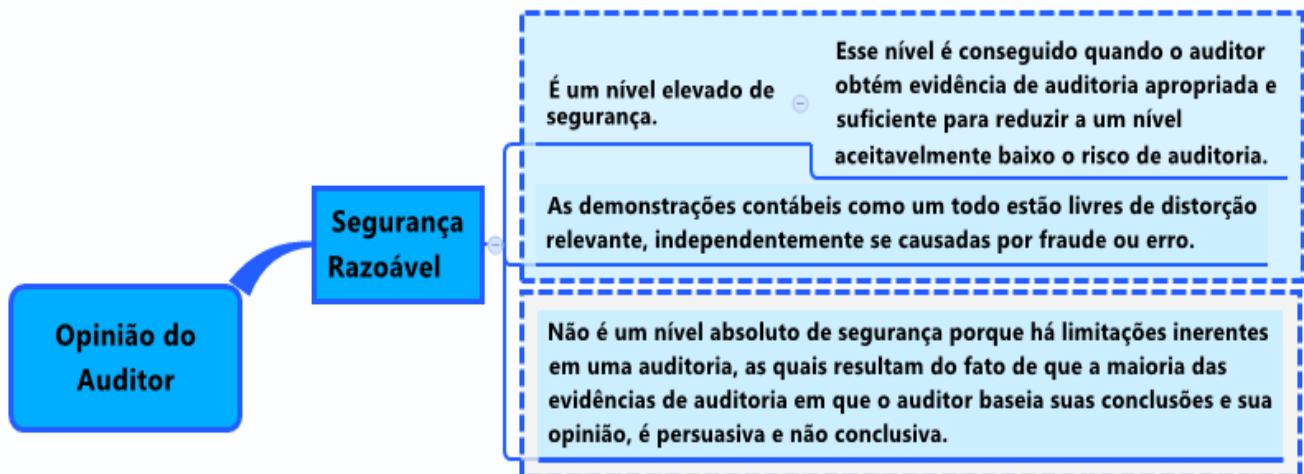 Opinião do
Auditor
Segurança
Razoável
É um nível elevado de
segurança.
Esse nível é conseguido quando o auditor
obtém evidência de auditoria apropriada e
suficiente para reduzir a um nível
aceitavelmente baixo o risco de auditoria.
As demonstrações contábeis como um todo estão livres de distorção
relevante, independentemente se causadas por fraude ou erro.
Não é um nível absoluto de segurança porque há limitações inerentes
em uma auditoria, as quais resultam do fato de que a maioria das
evidências de auditoria em que o auditor baseia suas conclusões e sua
opinião, é persuasiva e não conclusiva.